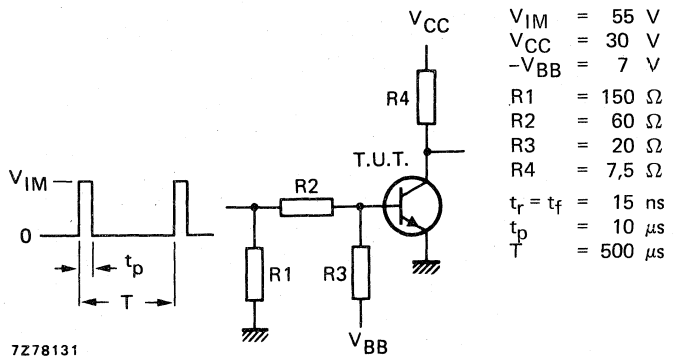 V_CC
R4
T.U.T.
V_IM
0
t_p
T
R2
R1
R3
V_BB
V_IM = 55 V
V_CC = 30 V
–V_BB = 7 V
R1 = 150 Ω
R2 = 60 Ω
R3 = 20 Ω
R4 = 7,5 Ω
t_r = t_f = 15 ns
t_p = 10 µs
T = 500 µs
7Z78131